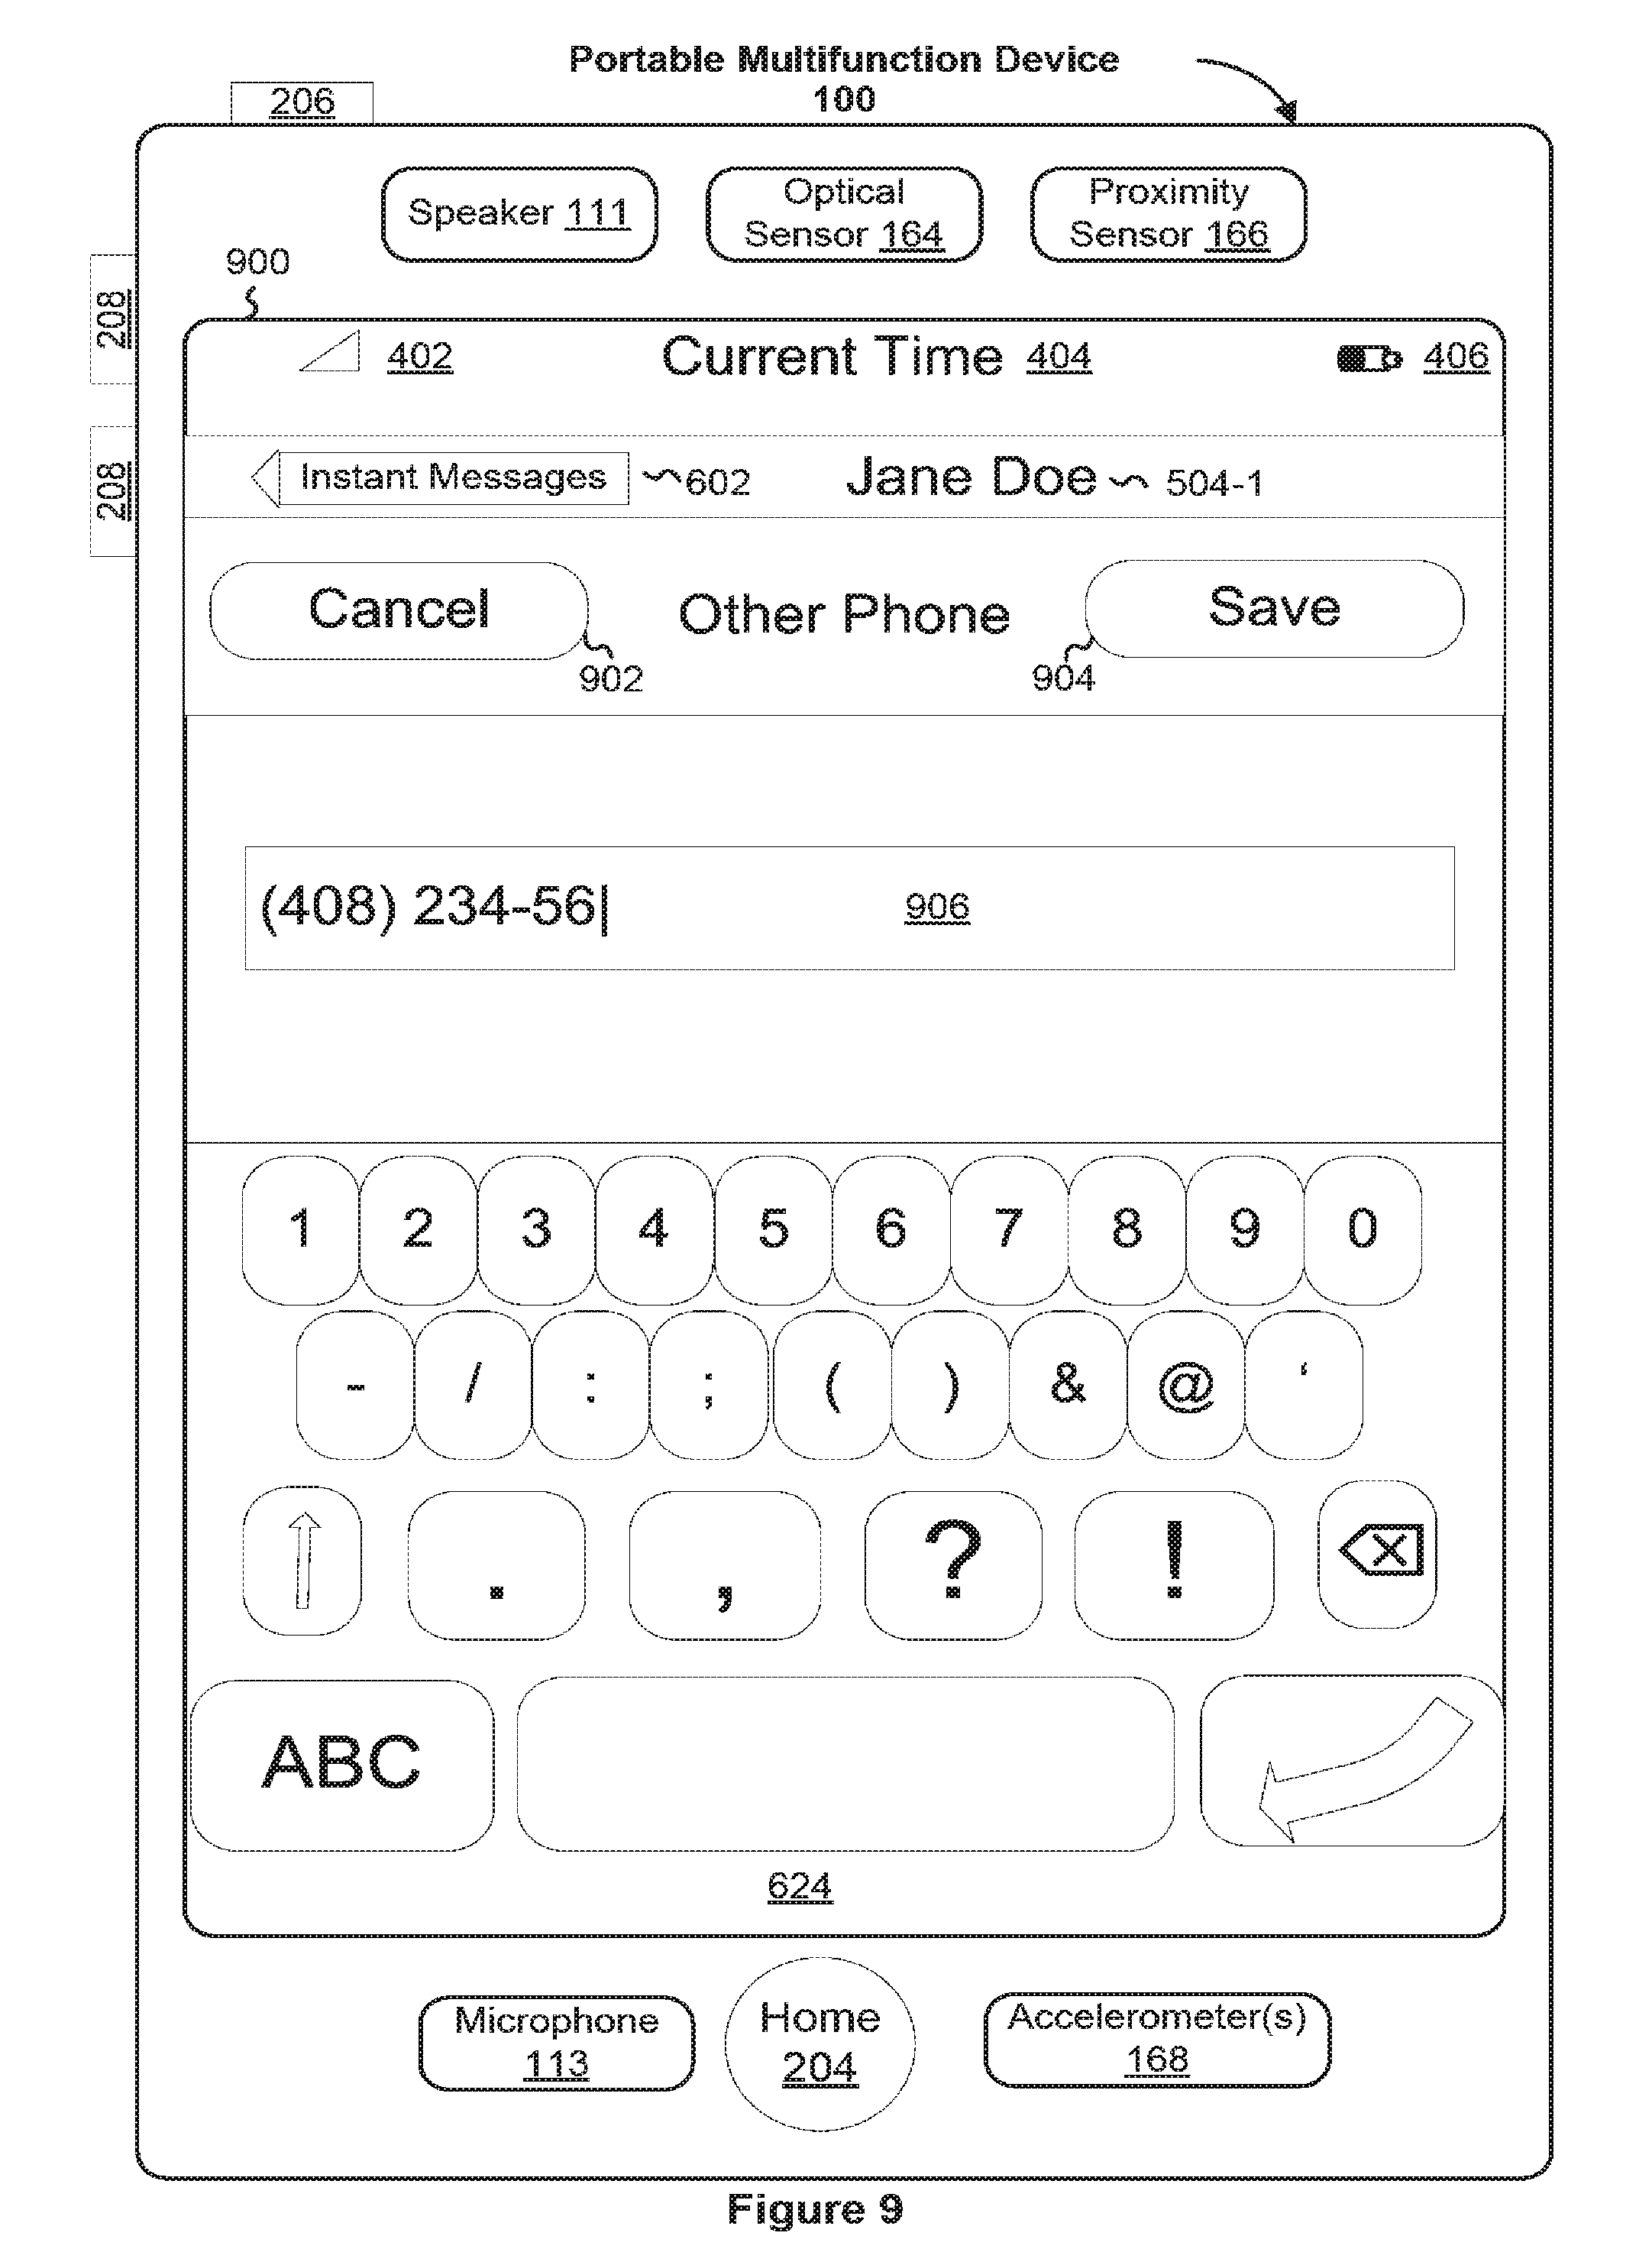 Portable Multifunction Device
100
206
Speaker 111
Optical
Sensor 164
Proximity
Sensor 166
900
208
208
402
Current Time 404
406
Instant Messages
602
Jane Doe
504-1
Cancel
Other Phone
Save
902
904
(408) 234-56|
906
1 2 3 4 5 6 7 8 9 0
- / : ; ( ) & @ ‘
. , ? !
ABC
624
Microphone
113
Home
204
Accelerometer(s)
168
Figure 9